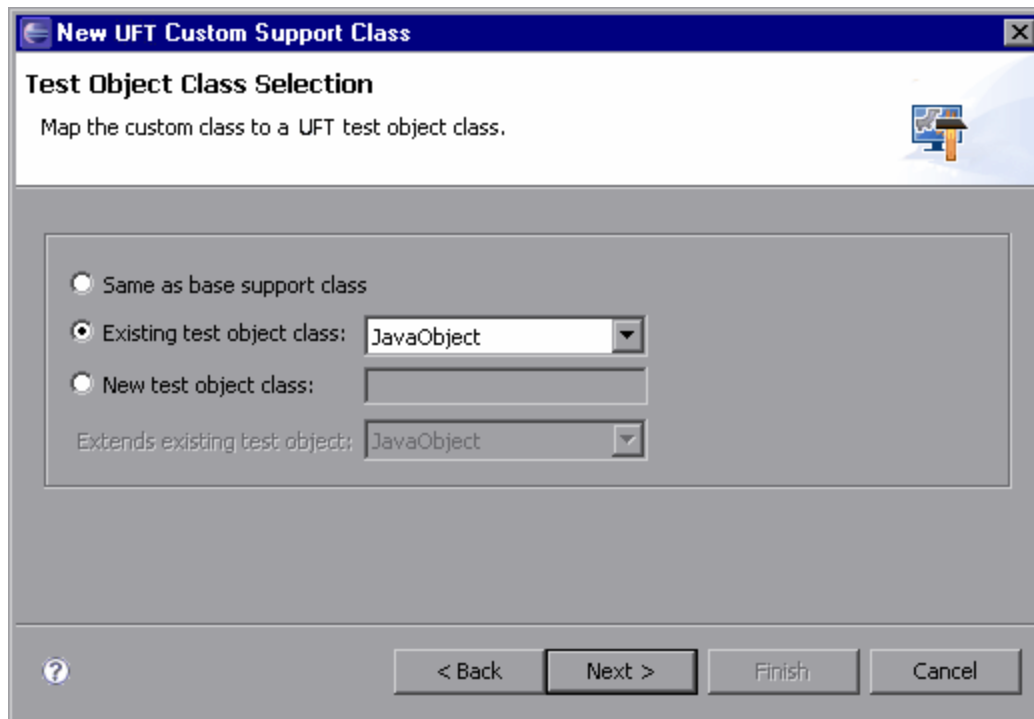 New UFT Custom Support Class
Test Object Class Selection
Map the custom class to a UFT test object class.
Same as base support class
Existing test object class: JavaObject
New test object class:
Extends existing test object: JavaObject
? < Back Next > Finish Cancel